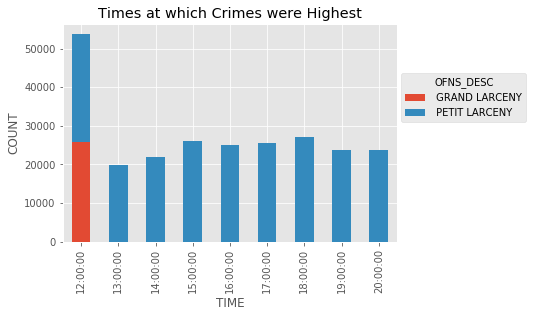 Times at which Crimes were Highest
COUNT
50000
40000
30000
20000
10000
0
12:00:00
13:00:00
14:00:00
15:00:00
16:00:00
17:00:00
18:00:00
19:00:00
20:00:00
TIME
OFNS_DESC
GRAND LARCENY
PETIT LARCENY